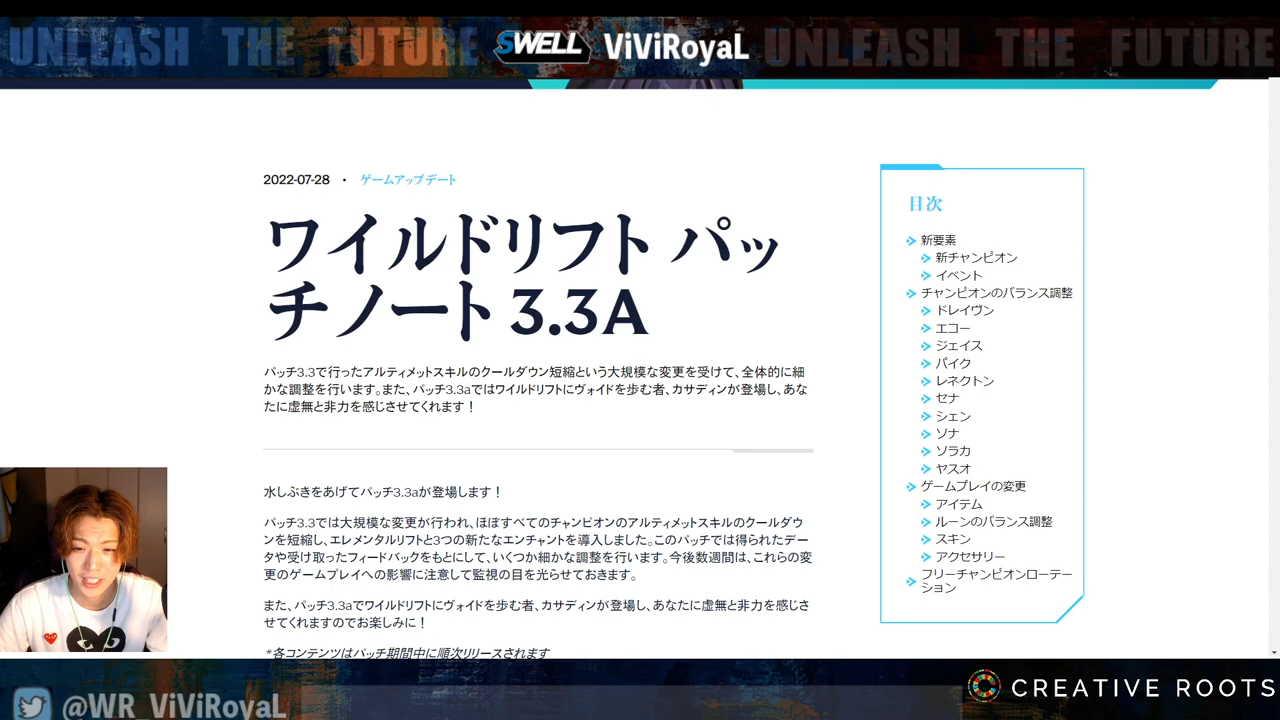 UNLEASH THE FUTURE SWELL ViViRoyaL UNLEASH THE FUTURE
2022-07-28 ・ ゲームアップデート
ワイルドリフト パッ
チノート 3.3A
パッチ3.3で行ったアルティメットスキルのクールダウン短縮という大規模な変更を受けて、全体的に細
かな調整を行います。また、パッチ3.3aではワイルドリフトにヴォイドを歩む者、カサディンが登場し、あな
たに虚無と非力を感じさせてくれます！
水しぶきをあげてパッチ3.3aが登場します！
パッチ3.3では大規模な変更が行われ、ほぼすべてのチャンピオンのアルティメットスキルのクールダウ
ンを短縮し、エレメンタルリフトと3つの新たなエンチャントを導入しました。このパッチでは得られたデー
タや受け取ったフィードバックをもとにして、いくつか細かな調整を行います。今後数週間は、これらの変
更のゲームプレイへの影響に注意して監視の目を光らせておきます。
また、パッチ3.3aでワイルドリフトにヴォイドを歩む者、カサディンが登場し、あなたに虚無と非力を感じさ
せてくれますのでお楽しみに！
*各コンテンツはパッチ期間中に順次リリースされます
目次
新要素
新チャンピオン
イベント
チャンピオンのバランス調整
ドレイヴン
エコー
ジェイス
パイク
レネクトン
セナ
シェン
ソナ
ソラカ
ヤスオ
ゲームプレイの変更
アイテム
ルーンのバランス調整
スキン
アクセサリー
フリーチャンピオンローテー
ション
@WR_ViViRoyaL
CREATIVE ROOTS